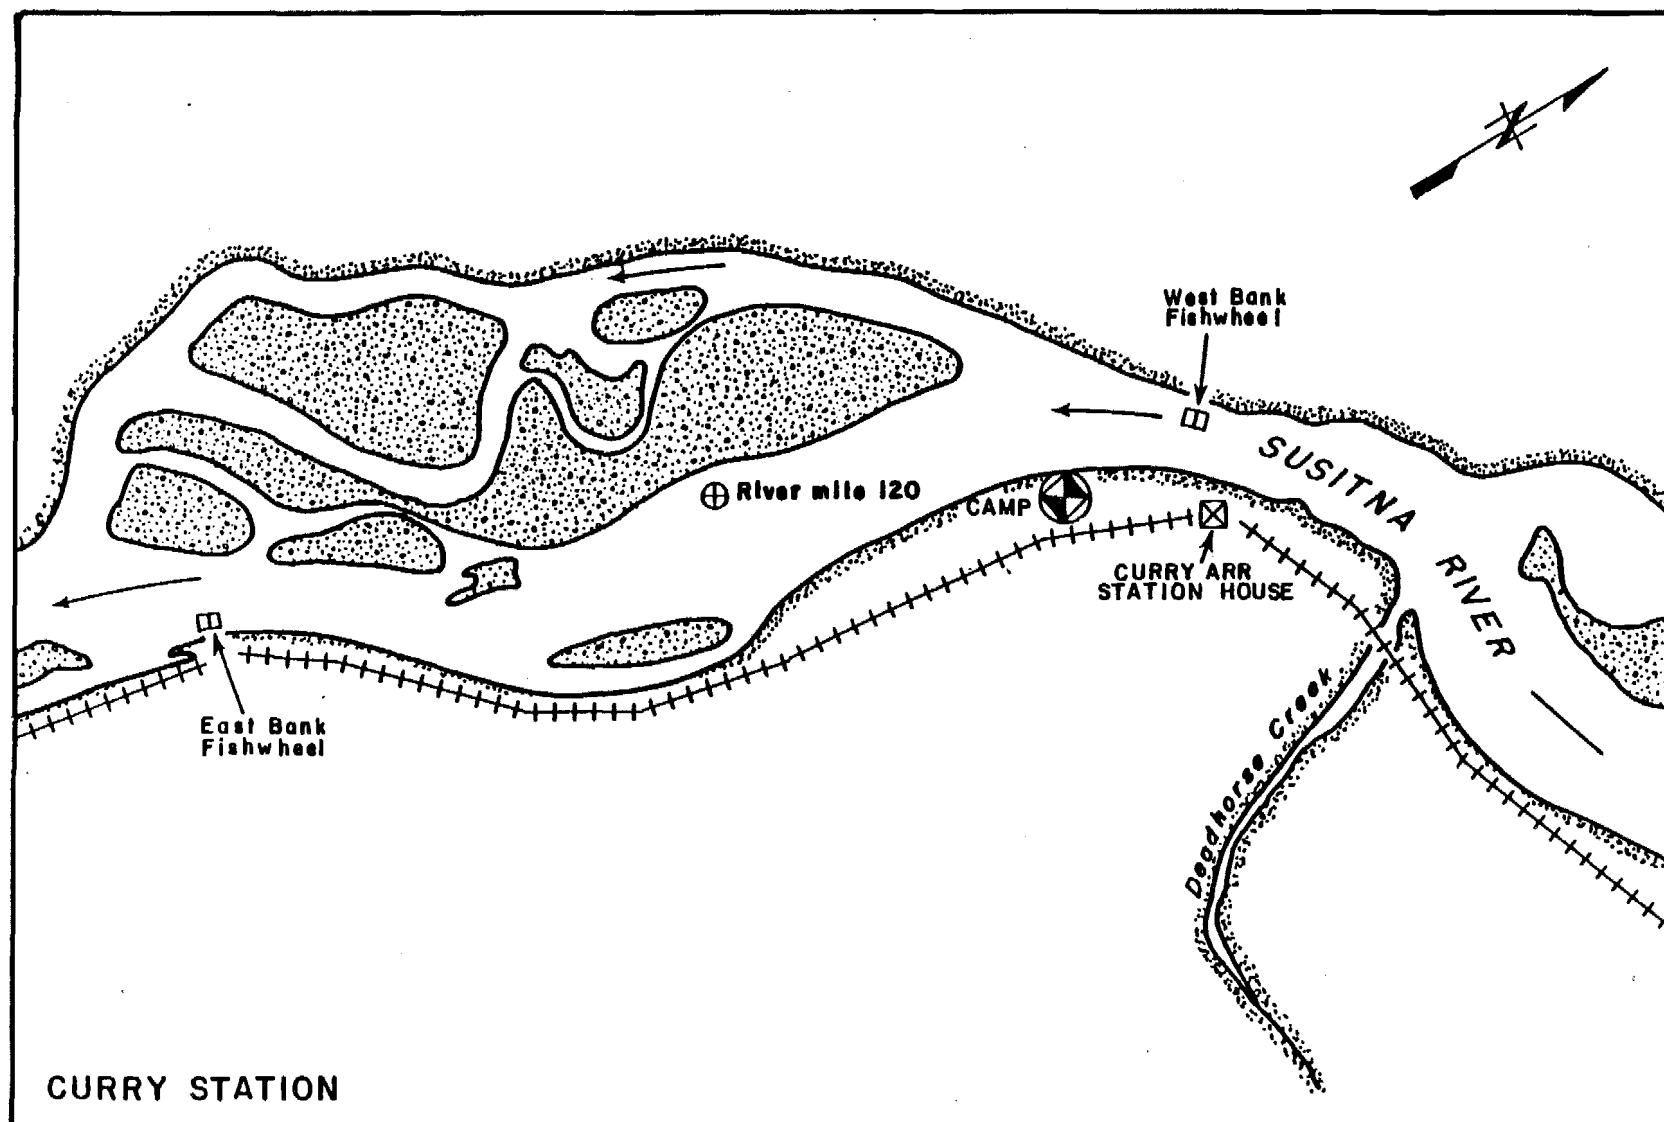 N
West Bank
Fishwheel
SUSITNA RIVER
River mile 120
CAMP
CURRY ARR
STATION HOUSE
East Bank
Fishwheel
Deadhorse Creek
CURRY STATION